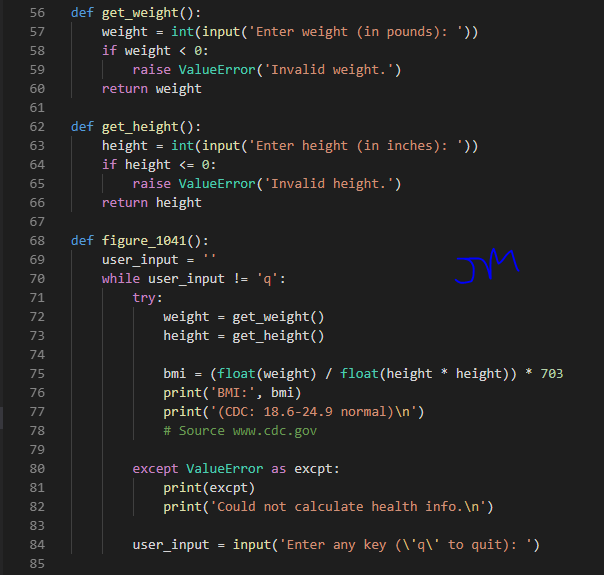 56 def get_weight():
57     weight = int(input('Enter weight (in pounds): '))
58     if weight < 0:
59         raise ValueError('Invalid weight.')
60     return weight
61
62 def get_height():
63     height = int(input('Enter height (in inches): '))
64     if height <= 0:
65         raise ValueError('Invalid height.')
66     return height
67
68 def figure_1041():
69     user_input = ''
70     while user_input != 'q':
71         try:
72             weight = get_weight()
73             height = get_height()
74
75             bmi = (float(weight) / float(height * height)) * 703
76             print('BMI:', bmi)
77             print('(CDC: 18.6-24.9 normal)\n')
78             # Source www.cdc.gov
79
80         except ValueError as excpt:
81             print(excpt)
82             print('Could not calculate health info.\n')
83
84         user_input = input('Enter any key (\'q\' to quit): ')
85